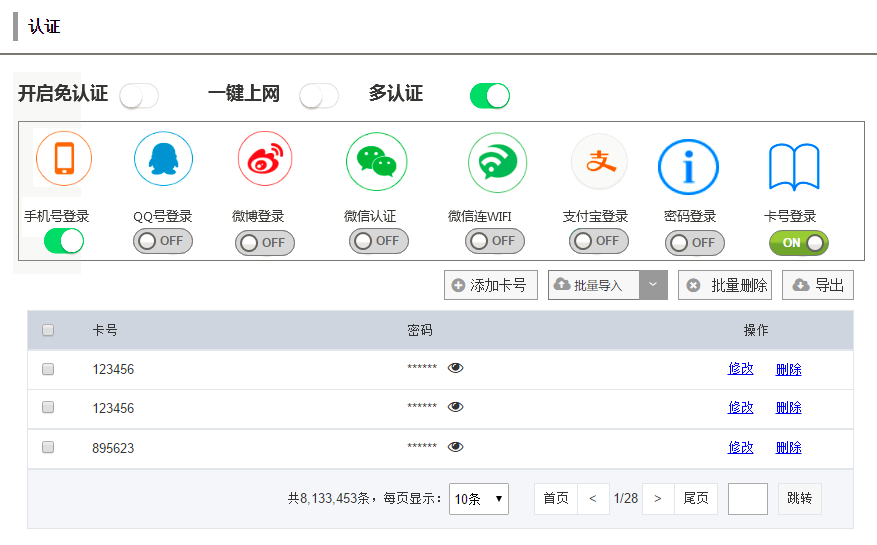 认证
开启免认证 一键上网 多认证
手机号登录 QQ号登录 微博登录 微信认证 微信连WIFI 支付宝登录 密码登录 卡号登录
OFF OFF OFF OFF OFF OFF ON
添加卡号 批量导入 批量删除 导出
卡号 密码 操作
123456 ****** 修改 删除
123456 ****** 修改 删除
895623 ****** 修改 删除
共8,133,453条，每页显示： 10条 首页 < 1/28 > 尾页 跳转